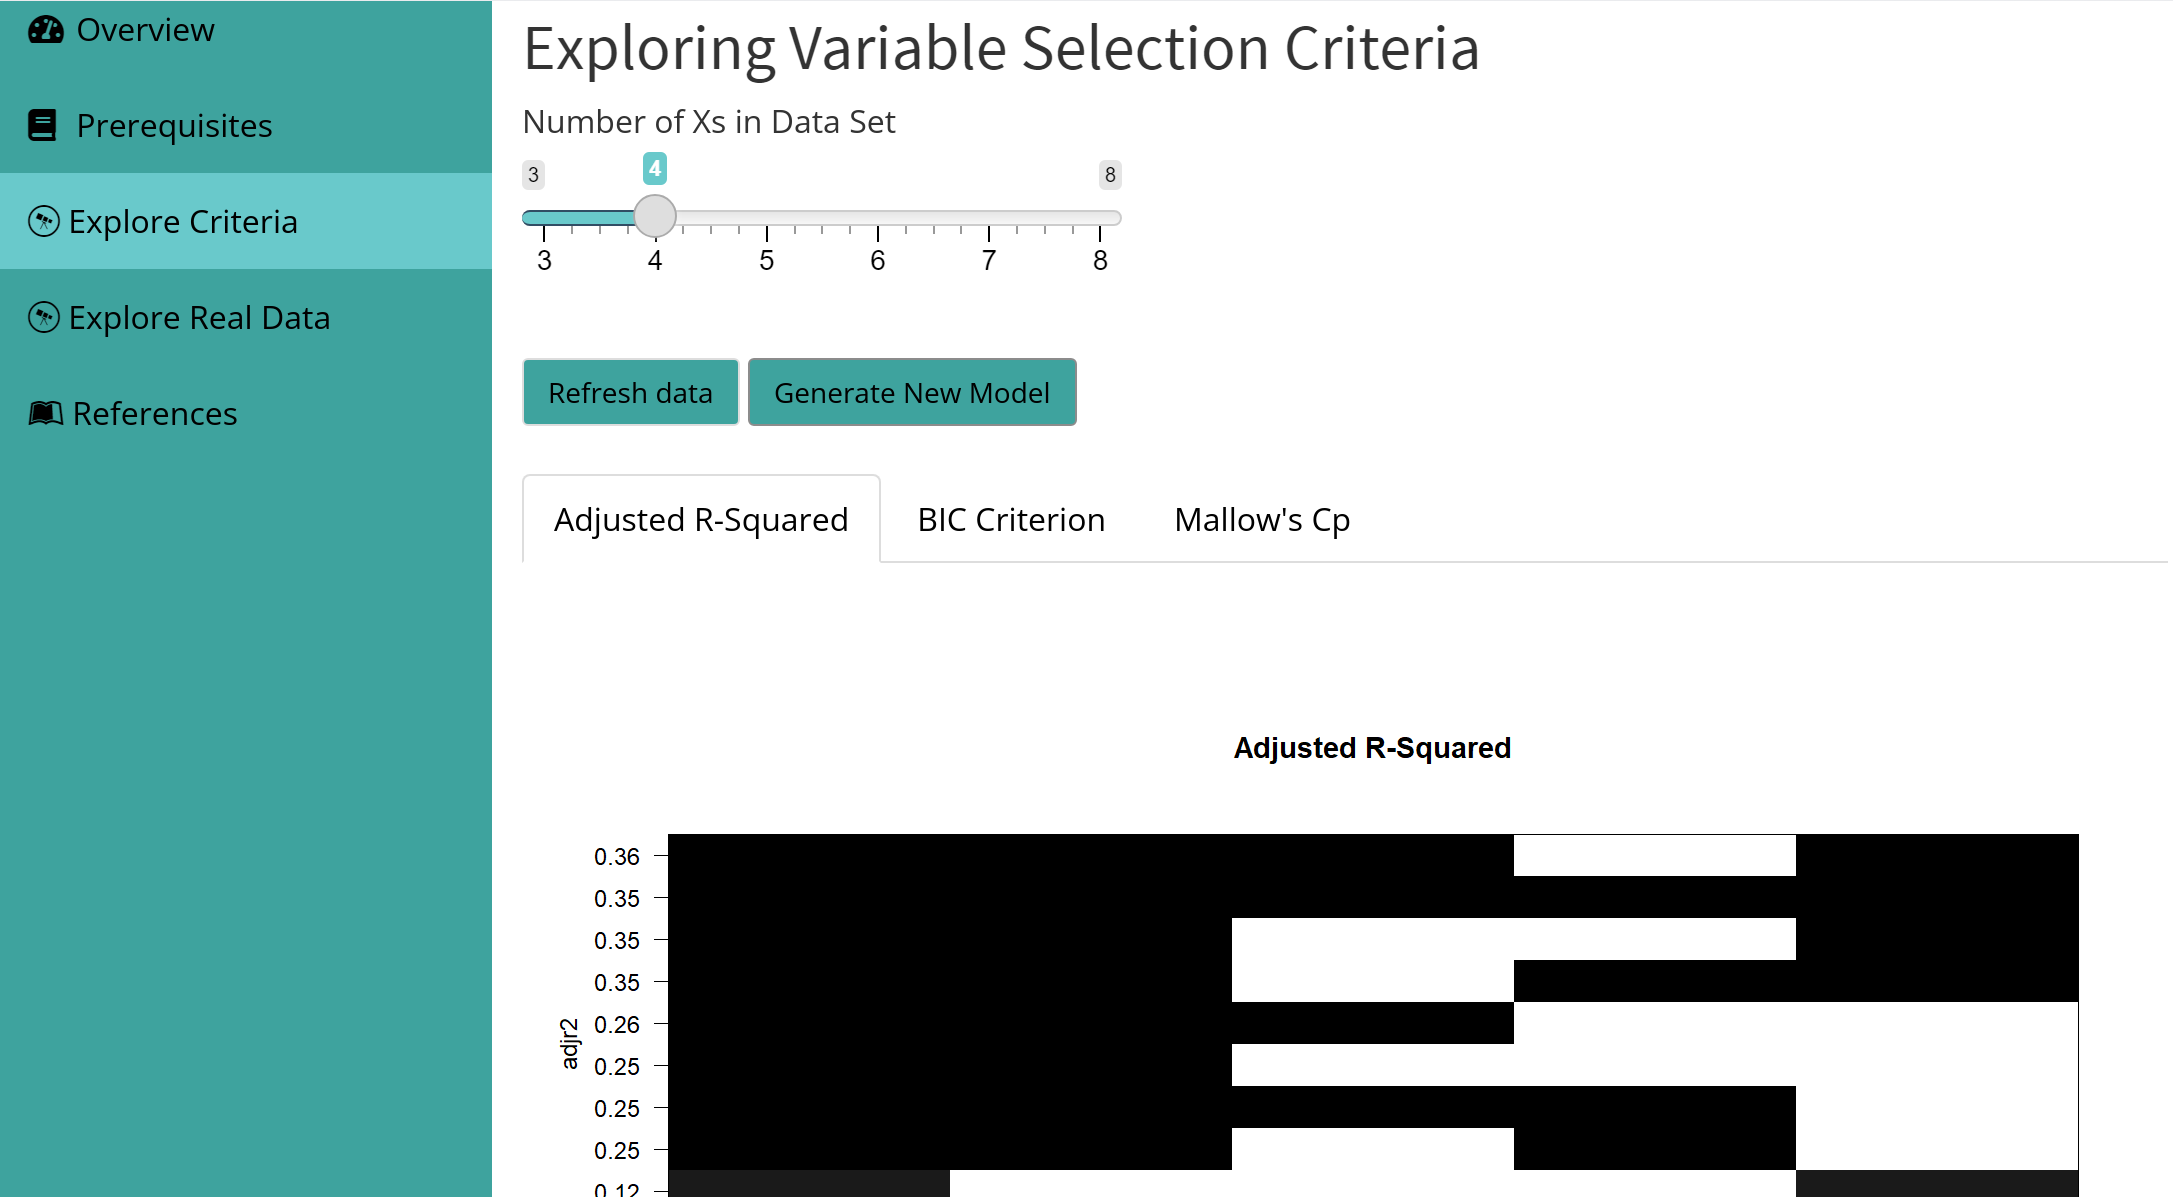 Overview
Prerequisites
Explore Criteria
Explore Real Data
References
Exploring Variable Selection Criteria
Number of Xs in Data Set
3 4 8
3 4 5 6 7 8
Refresh data Generate New Model
Adjusted R-Squared BIC Criterion Mallow's Cp
Adjusted R-Squared
adjr2
0.36
0.35
0.35
0.35
0.26
0.25
0.25
0.25
0.12